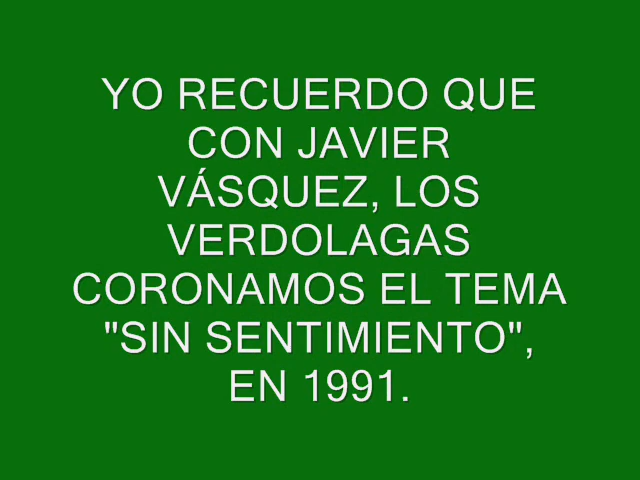 YO RECUERDO QUE
CON JAVIER
VÁSQUEZ, LOS
VERDOLAGAS
CORONAMOS EL TEMA
"SIN SENTIMIENTO",
EN 1991.